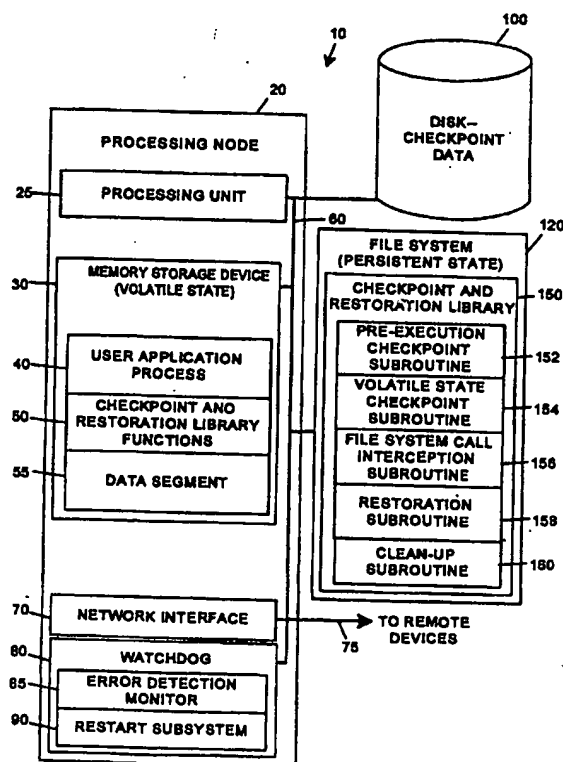 100
10
20
DISK-
CHECKPOINT
DATA
PROCESSING NODE
25
PROCESSING UNIT
60
FILE SYSTEM
(PERSISTENT STATE)
120
30
MEMORY STORAGE DEVICE
(VOLATILE STATE)
CHECKPOINT AND
RESTORATION LIBRARY
150
PRE-EXECUTION
CHECKPOINT
SUBROUTINE
152
40
USER APPLICATION
PROCESS
VOLATILE STATE
CHECKPOINT
SUBROUTINE
154
50
CHECKPOINT AND
RESTORATION LIBRARY
FUNCTIONS
FILE SYSTEM CALL
INTERCEPTION
SUBROUTINE
156
55
DATA SEGMENT
RESTORATION
SUBROUTINE
158
CLEAN-UP
SUBROUTINE
160
70
NETWORK INTERFACE
75
TO REMOTE
DEVICES
80
WATCHDOG
85
ERROR DETECTION
MONITOR
90
RESTART SUBSYSTEM